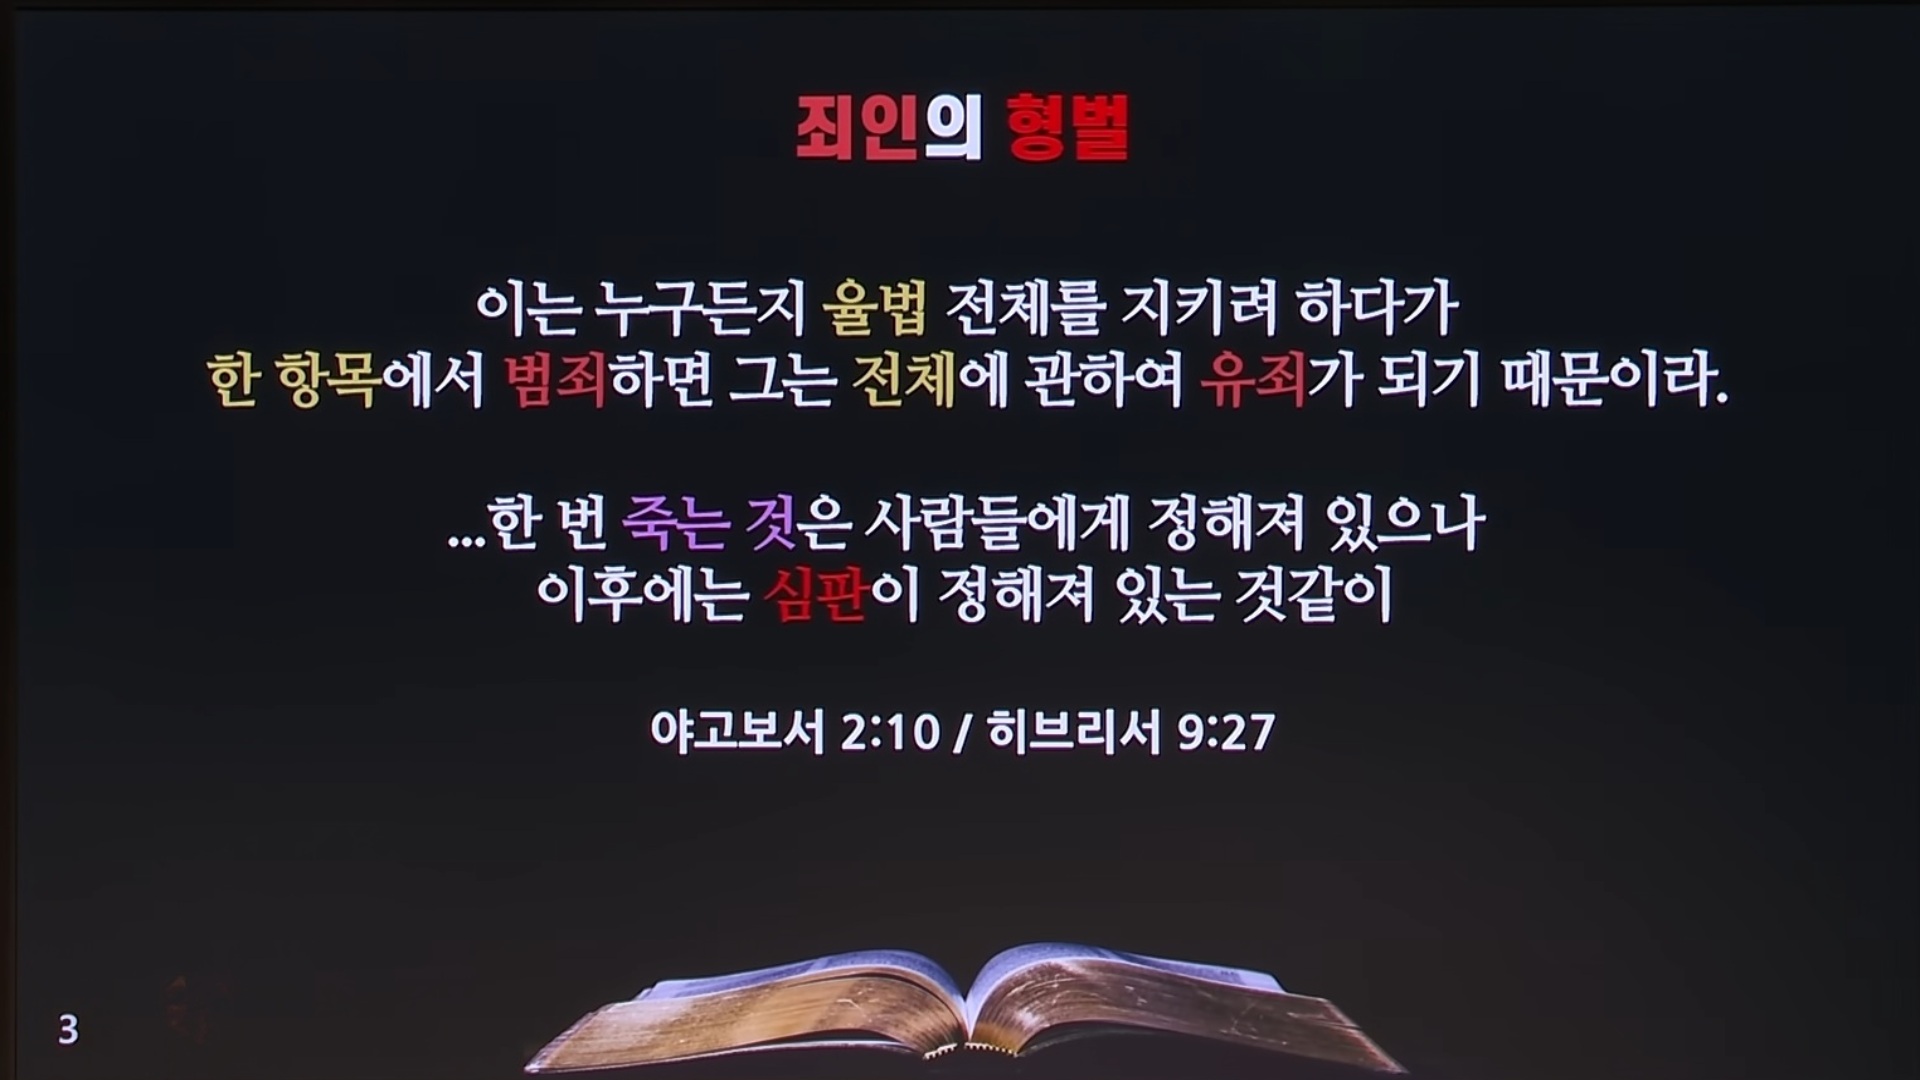 죄인의 형벌
이는 누구든지 율법 전체를 지키려 하다가
한 항목에서 범죄하면 그는 전체에 관하여 유죄가 되기 때문이라.
...한 번 죽는 것은 사람들에게 정해져 있으나
이후에는 심판이 정해져 있는 것같이
야고보서 2:10 / 히브리서 9:27
3